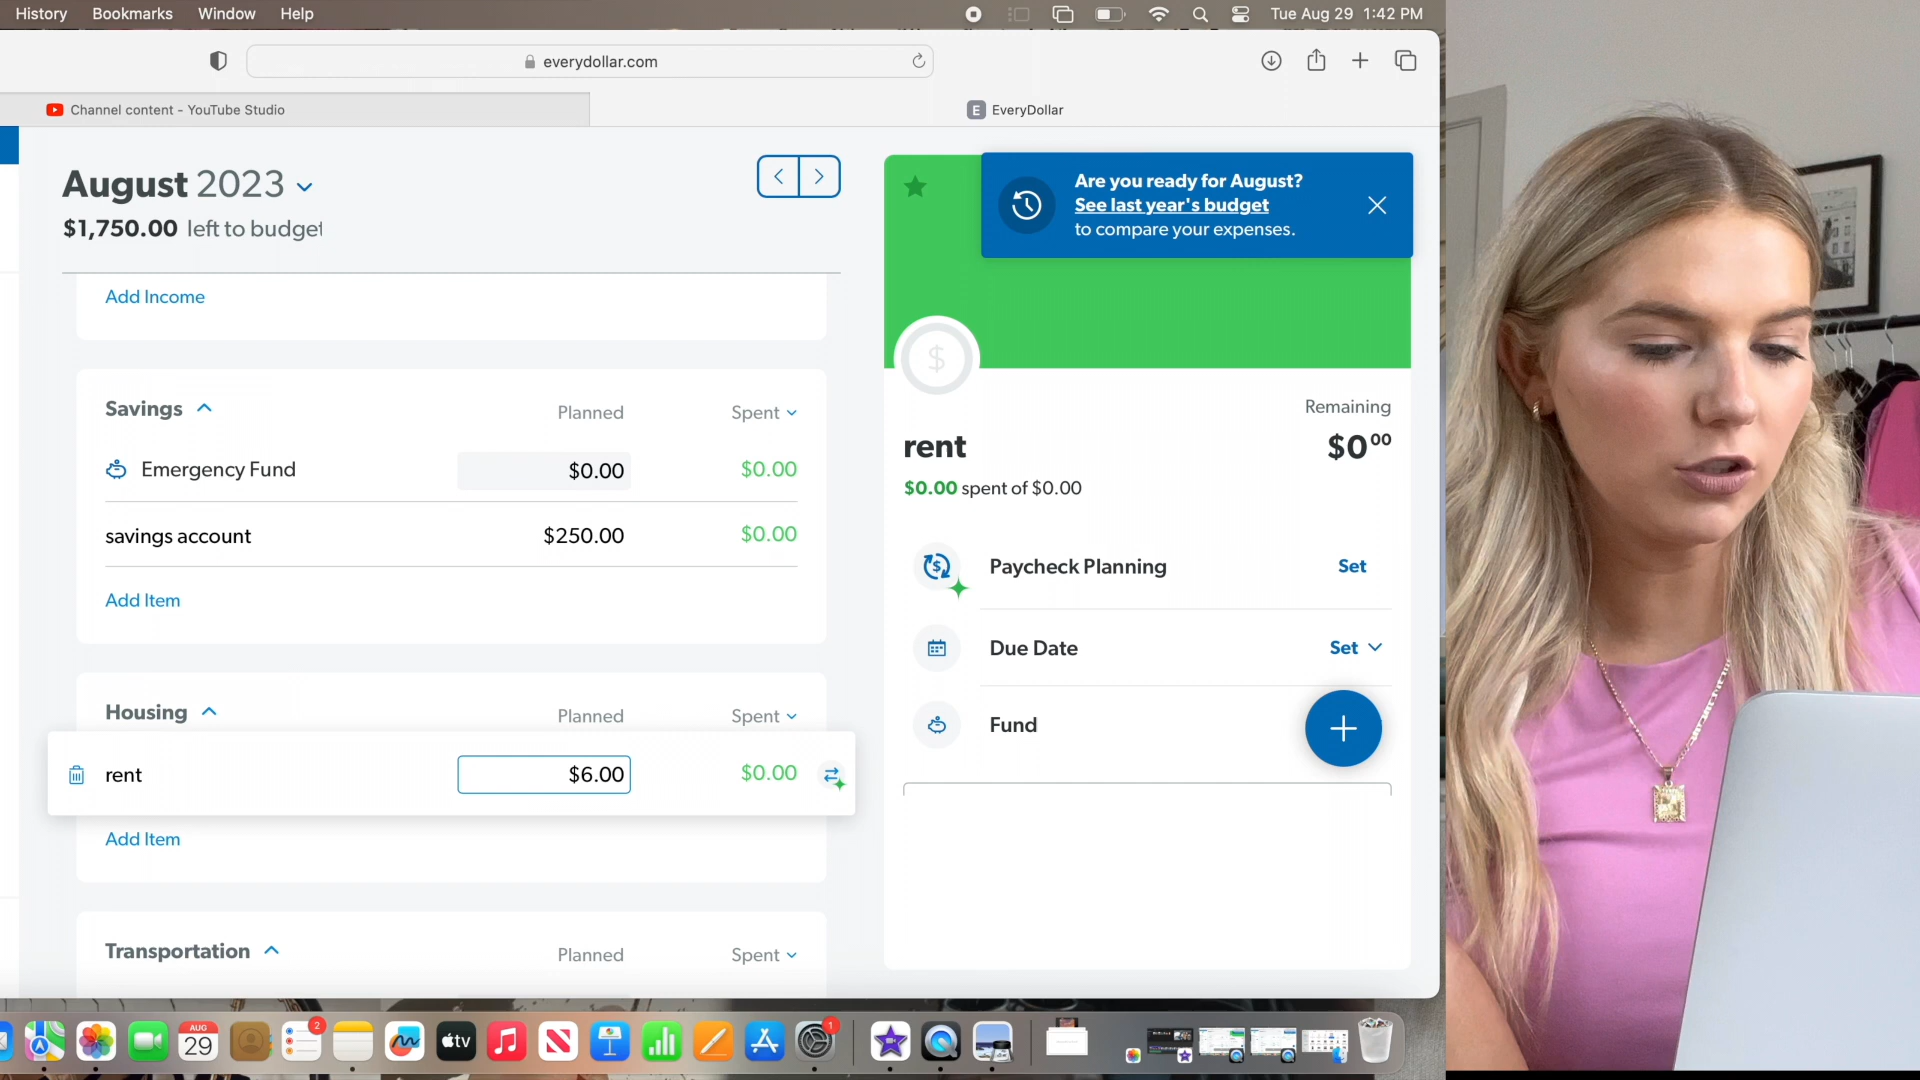 History Bookmarks Window Help Tue Aug 29 1:42 PM
everydollar.com
Channel content - YouTube Studio
E EveryDollar
August 2023
$1,750.00 left to budget
Are you ready for August?
See last year's budget
to compare your expenses.
Add Income
Savings Planned Spent
Emergency Fund $0.00 $0.00
savings account $250.00 $0.00
Add Item
Housing Planned Spent
rent $6.00 $0.00
Add Item
Transportation Planned Spent
$
Remaining
rent $0 00
$0.00 spent of $0.00
Paycheck Planning Set
Due Date Set
Fund
+
AUG
29
2
tv
1